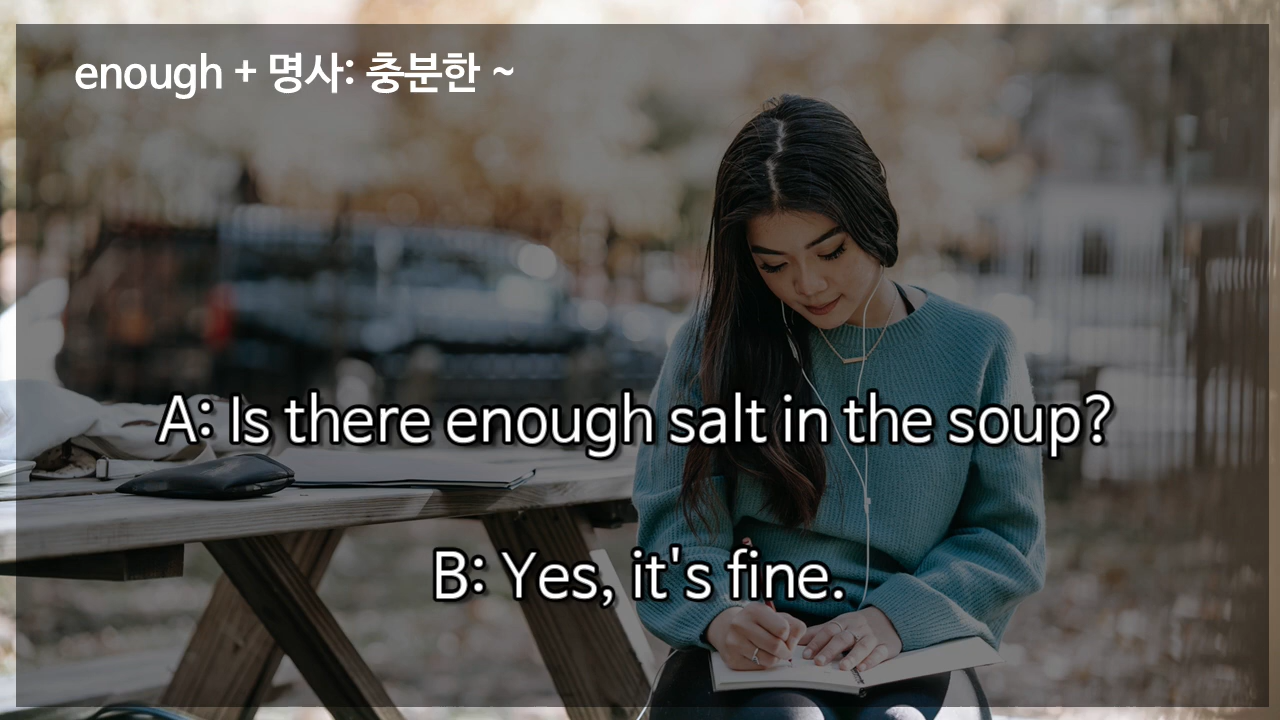 enough + 명사: 충분한 ~
A: Is there enough salt in the soup?
B: Yes, it's fine.